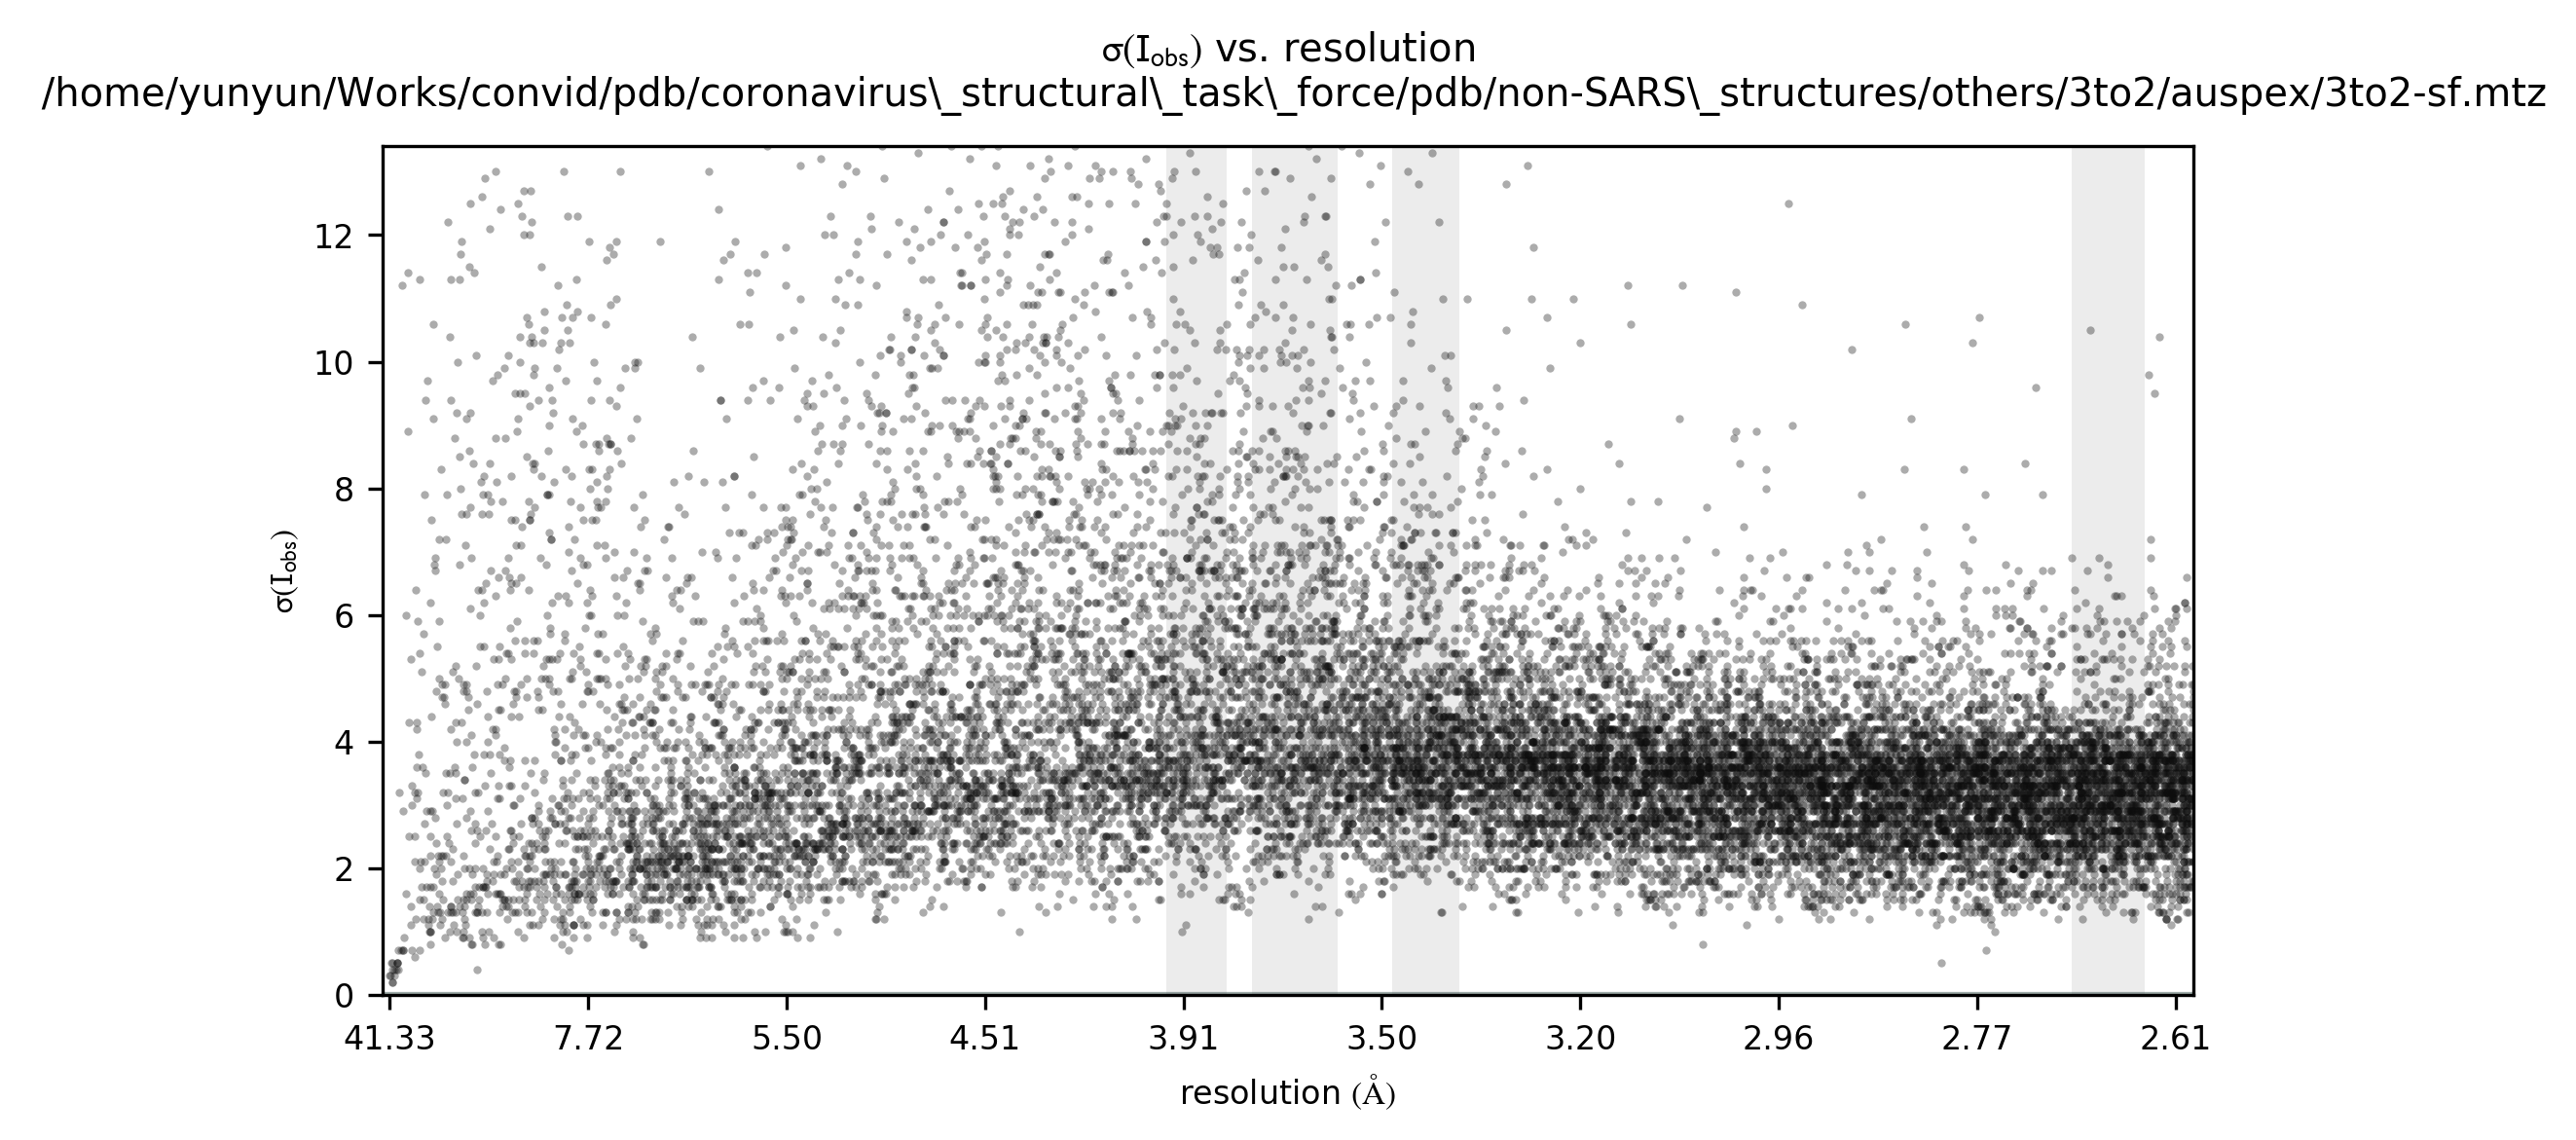 σ(I_obs) vs. resolution
/home/yunyun/Works/convid/pdb/coronavirus\_structural\_task\_force/pdb/non-SARS\_structures/others/3to2/auspex/3to2-sf.mtz
12
10
8
6
4
2
0
σ(I_obs)
41.33 7.72 5.50 4.51 3.91 3.50 3.20 2.96 2.77 2.61
resolution (Å)